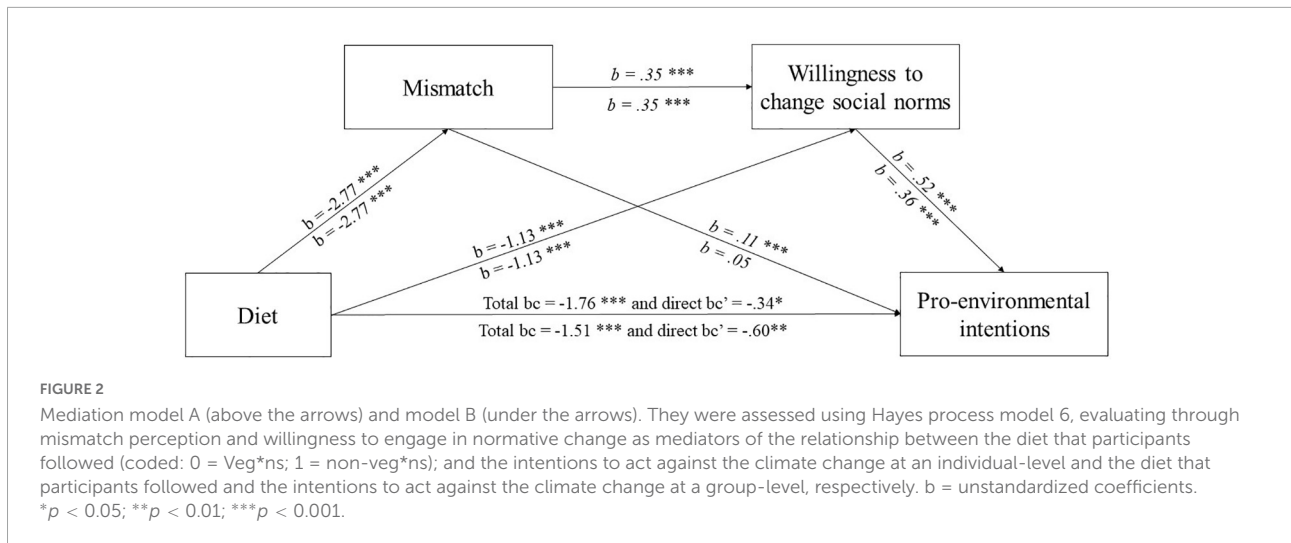 Mismatch
b = .35 ***
b = .35 ***
Willingness to
change social norms
b = -2.77 ***
b = -2.77 ***
b = -1.13 ***
b = -1.13 ***
b = .11 ***
b = .05
b = .52 ***
b = .36 ***
Diet
Total bc = -1.76 *** and direct bc’ = -.34*
Total bc = -1.51 *** and direct bc’ = -.60**
Pro-environmental
intentions
FIGURE 2
Mediation model A (above the arrows) and model B (under the arrows). They were assessed using Hayes process model 6, evaluating through
mismatch perception and willingness to engage in normative change as mediators of the relationship between the diet that participants
followed (coded: 0 = Veg*ns; 1 = non-veg*ns); and the intentions to act against the climate change at an individual-level and the diet that
participants followed and the intentions to act against the climate change at a group-level, respectively. b = unstandardized coefficients.
*p < 0.05; **p < 0.01; ***p < 0.001.